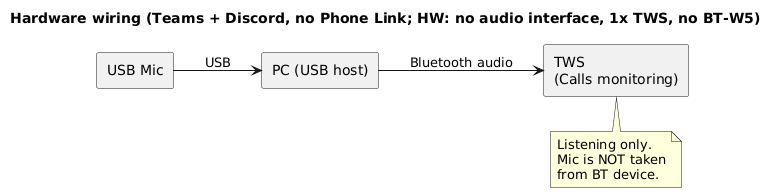 Hardware wiring (Teams + Discord, no Phone Link; HW: no audio interface, 1x TWS, no BT-W5)
USB Mic
USB
PC (USB host)
Bluetooth audio
TWS
(Calls monitoring)
Listening only.
Mic is NOT taken
from BT device.